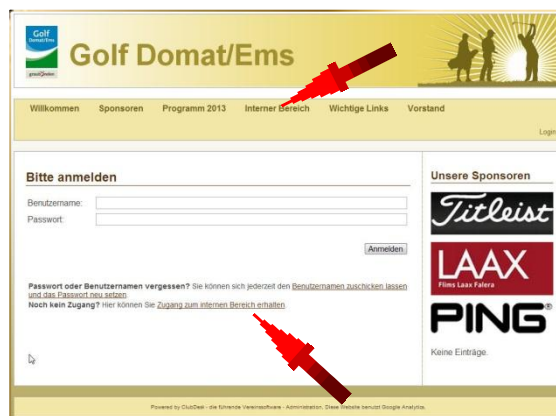 Golf
Domat/Ems
Golf Domat/Ems
Willkommen Sponsoren Programm 2013 Interner Bereich Wichtige Links Vorstand
Login
Bitte anmelden
Benutzername:
Passwort:
Anmelden
Passwort oder Benutzernamen vergessen? Sie können sich jederzeit den Benutzernamen zuschicken lassen
und das Passwort neu setzen.
Noch kein Zugang? Hier können Sie Zugang zum internen Bereich erhalten.
Unsere Sponsoren
Titleist
LAAX
Flims Laax Falera
PING
Keine Einträge.
Powered by ClubDesk - die führende Vereinssoftware - Administration, Diese Website benutzt Google Analytics.